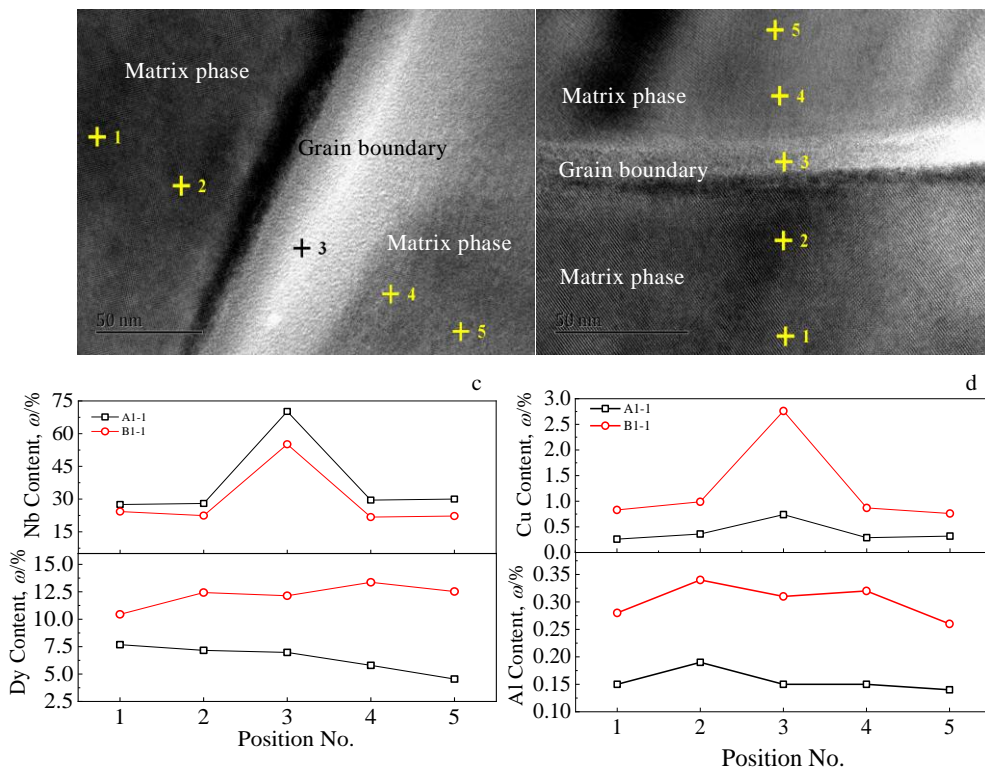 Matrix phase
1
2
Grain boundary
3
Matrix phase
4
5
50 nm
5
Matrix phase
4
Grain boundary
3
2
Matrix phase
50 nm
1
c
75
60
45
30
15
Nb Content, ω/%
A1-1
B1-1
15.0
12.5
10.0
7.5
5.0
2.5
Dy Content, ω/%
1 2 3 4 5
Position No.
d
3.0
2.5
2.0
1.5
1.0
0.5
0.0
Cu Content, ω/%
A1-1
B1-1
0.35
0.30
0.25
0.20
0.15
0.10
Al Content, ω/%
1 2 3 4 5
Position No.